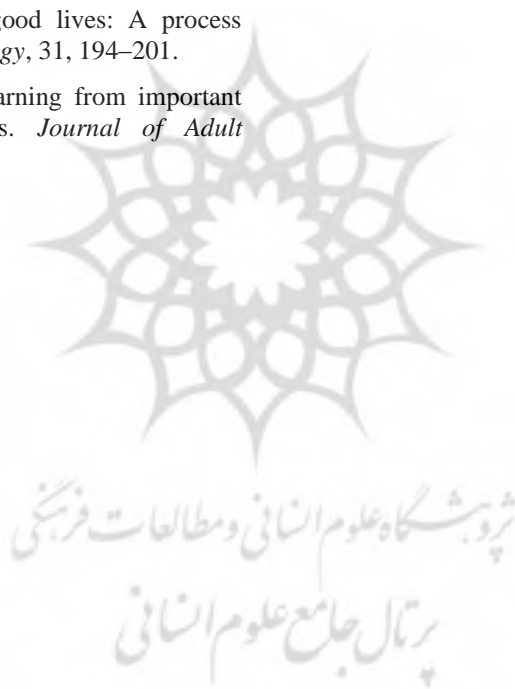 good lives: A process
gy, 31, 194–201.
arning from important
s. Journal of Adult
پژوهشگاه علوم انسانی و مطالعات فرهنگی
پرتال جامع علوم انسانی